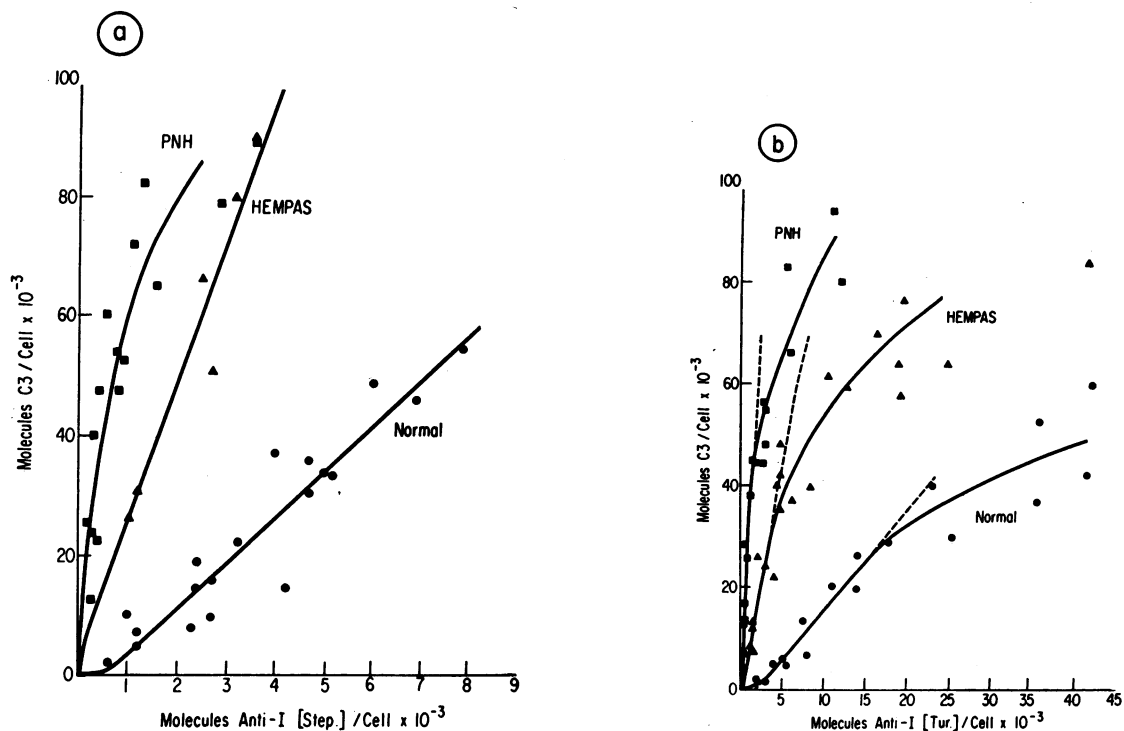 a
100
80
60
40
20
0
Molecules C3/Cell x 10⁻³
PNH
HEMPAS
Normal
1 2 3 4 5 6 7 8 9
Molecules Anti-I [Step.]/Cell x 10⁻³
b
100
80
60
40
20
0
Molecules C3/Cell x 10⁻³
PNH
HEMPAS
Normal
5 10 15 20 25 30 35 40 45
Molecules Anti-I [Tur.]/Cell x 10⁻³